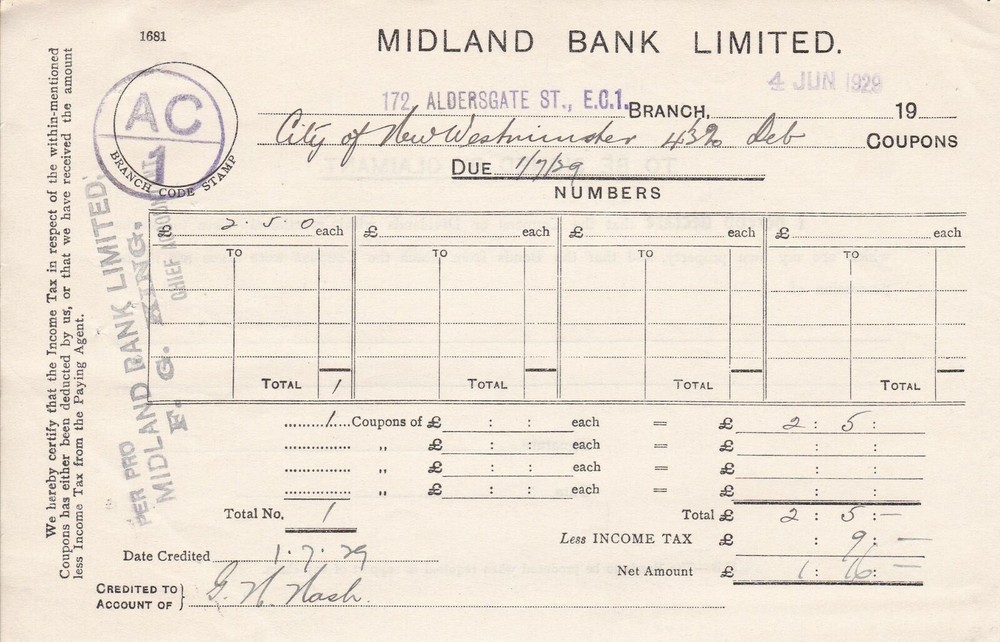 1681
MIDLAND BANK LIMITED.
4 JUN 1929
172, ALDERSGATE ST., E.C.1. BRANCH, 19
City of New Westminster 4½% Deb COUPONS
DUE 1/7/29
NUMBERS
AC
1
BRANCH CODE STAMP
We hereby certify that the Income Tax in respect of the within-mentioned
Coupons has either been deducted by us, or that we have received the amount
less Income Tax from the Paying Agent.
PER PRO
MIDLAND BANK LIMITED,
MIDLAND BANK LIMITED,
F. G. KING.
CHIEF ACCOUNTANT
£ 2.5.0 each £ each £ each £ each
TO TO TO TO
TOTAL 1 TOTAL TOTAL TOTAL
1 Coupons of £ : : each = £ 2 : 5 :
,, £ : : each = £ : :
,, £ : : each = £ : :
,, £ : : each = £ : :
Total No. 1 Total £ 2 : 5 : —
Less INCOME TAX £ : 9 : —
Date Credited 1.7.29
Net Amount £ 1 : 16 : —
CREDITED TO
ACCOUNT OF } G. H. Nash.